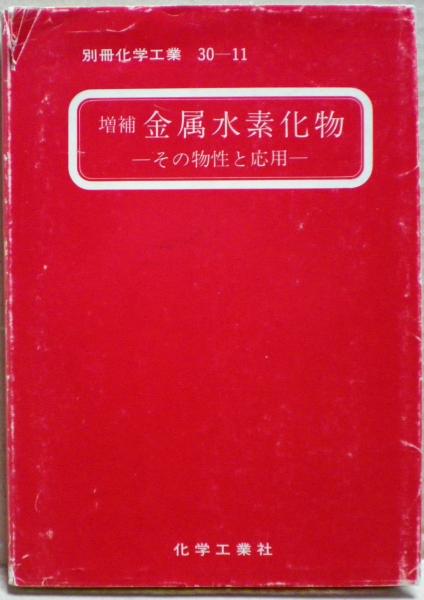 別冊化学工業 30―11
増補 金属水素化物
―その物性と応用―
化学工業社